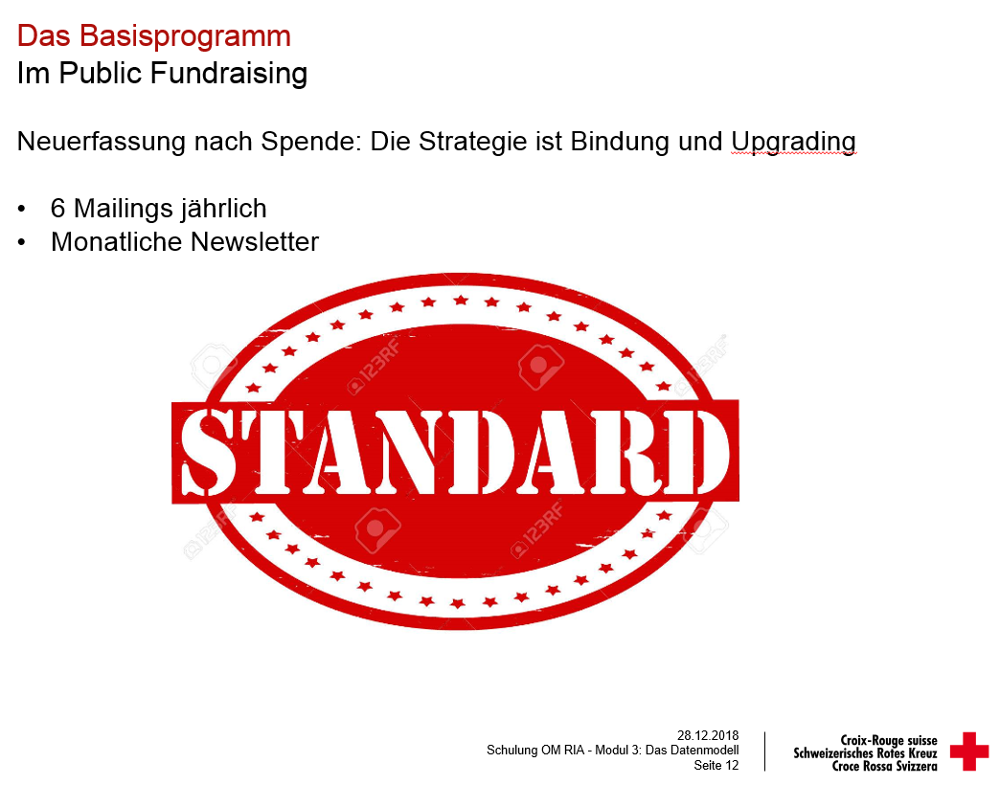 Das Basisprogramm
Im Public Fundraising
Neuerfassung nach Spende: Die Strategie ist Bindung und Upgrading
• 6 Mailings jährlich
• Monatliche Newsletter
123RF
123RF
STANDARD
123RF
123RF
28.12.2018
Schulung OM RIA - Modul 3: Das Datenmodell
Seite 12
Croix-Rouge suisse
Schweizerisches Rotes Kreuz
Croce Rossa Svizzera